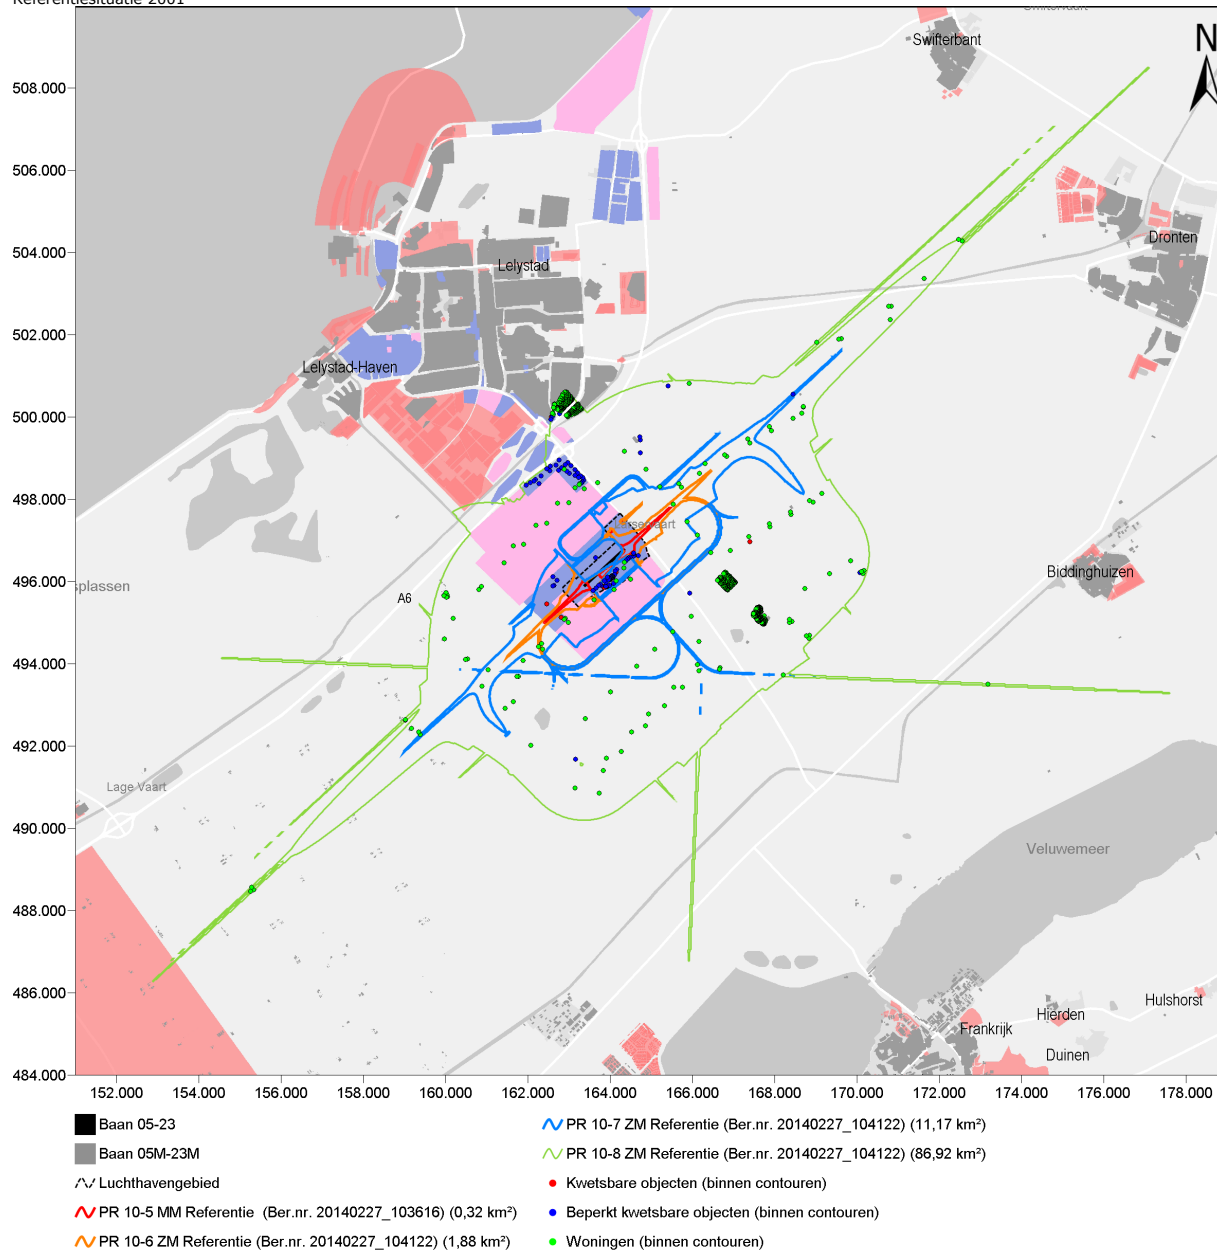 Referentiesituatie 2001
Swifterbant
N
508.000
506.000
504.000
502.000
500.000
498.000
496.000
494.000
492.000
490.000
488.000
486.000
484.000
Dronten
Lelystad
Lelystad-Haven
Larservaart
Biddinghuizen
splassen
A6
Lage Vaart
Veluwemeer
Hulshorst
Hierden
Frankrijk
Duinen
152.000 154.000 156.000 158.000 160.000 162.000 164.000 166.000 168.000 170.000 172.000 174.000 176.000 178.000
Baan 05-23
Baan 05M-23M
Luchthavengebied
PR 10-5 MM Referentie (Ber.nr. 20140227_103616) (0,32 km²)
PR 10-6 ZM Referentie (Ber.nr. 20140227_104122) (1,88 km²)
PR 10-7 ZM Referentie (Ber.nr. 20140227_104122) (11,17 km²)
PR 10-8 ZM Referentie (Ber.nr. 20140227_104122) (86,92 km²)
Kwetsbare objecten (binnen contouren)
Beperkt kwetsbare objecten (binnen contouren)
Woningen (binnen contouren)